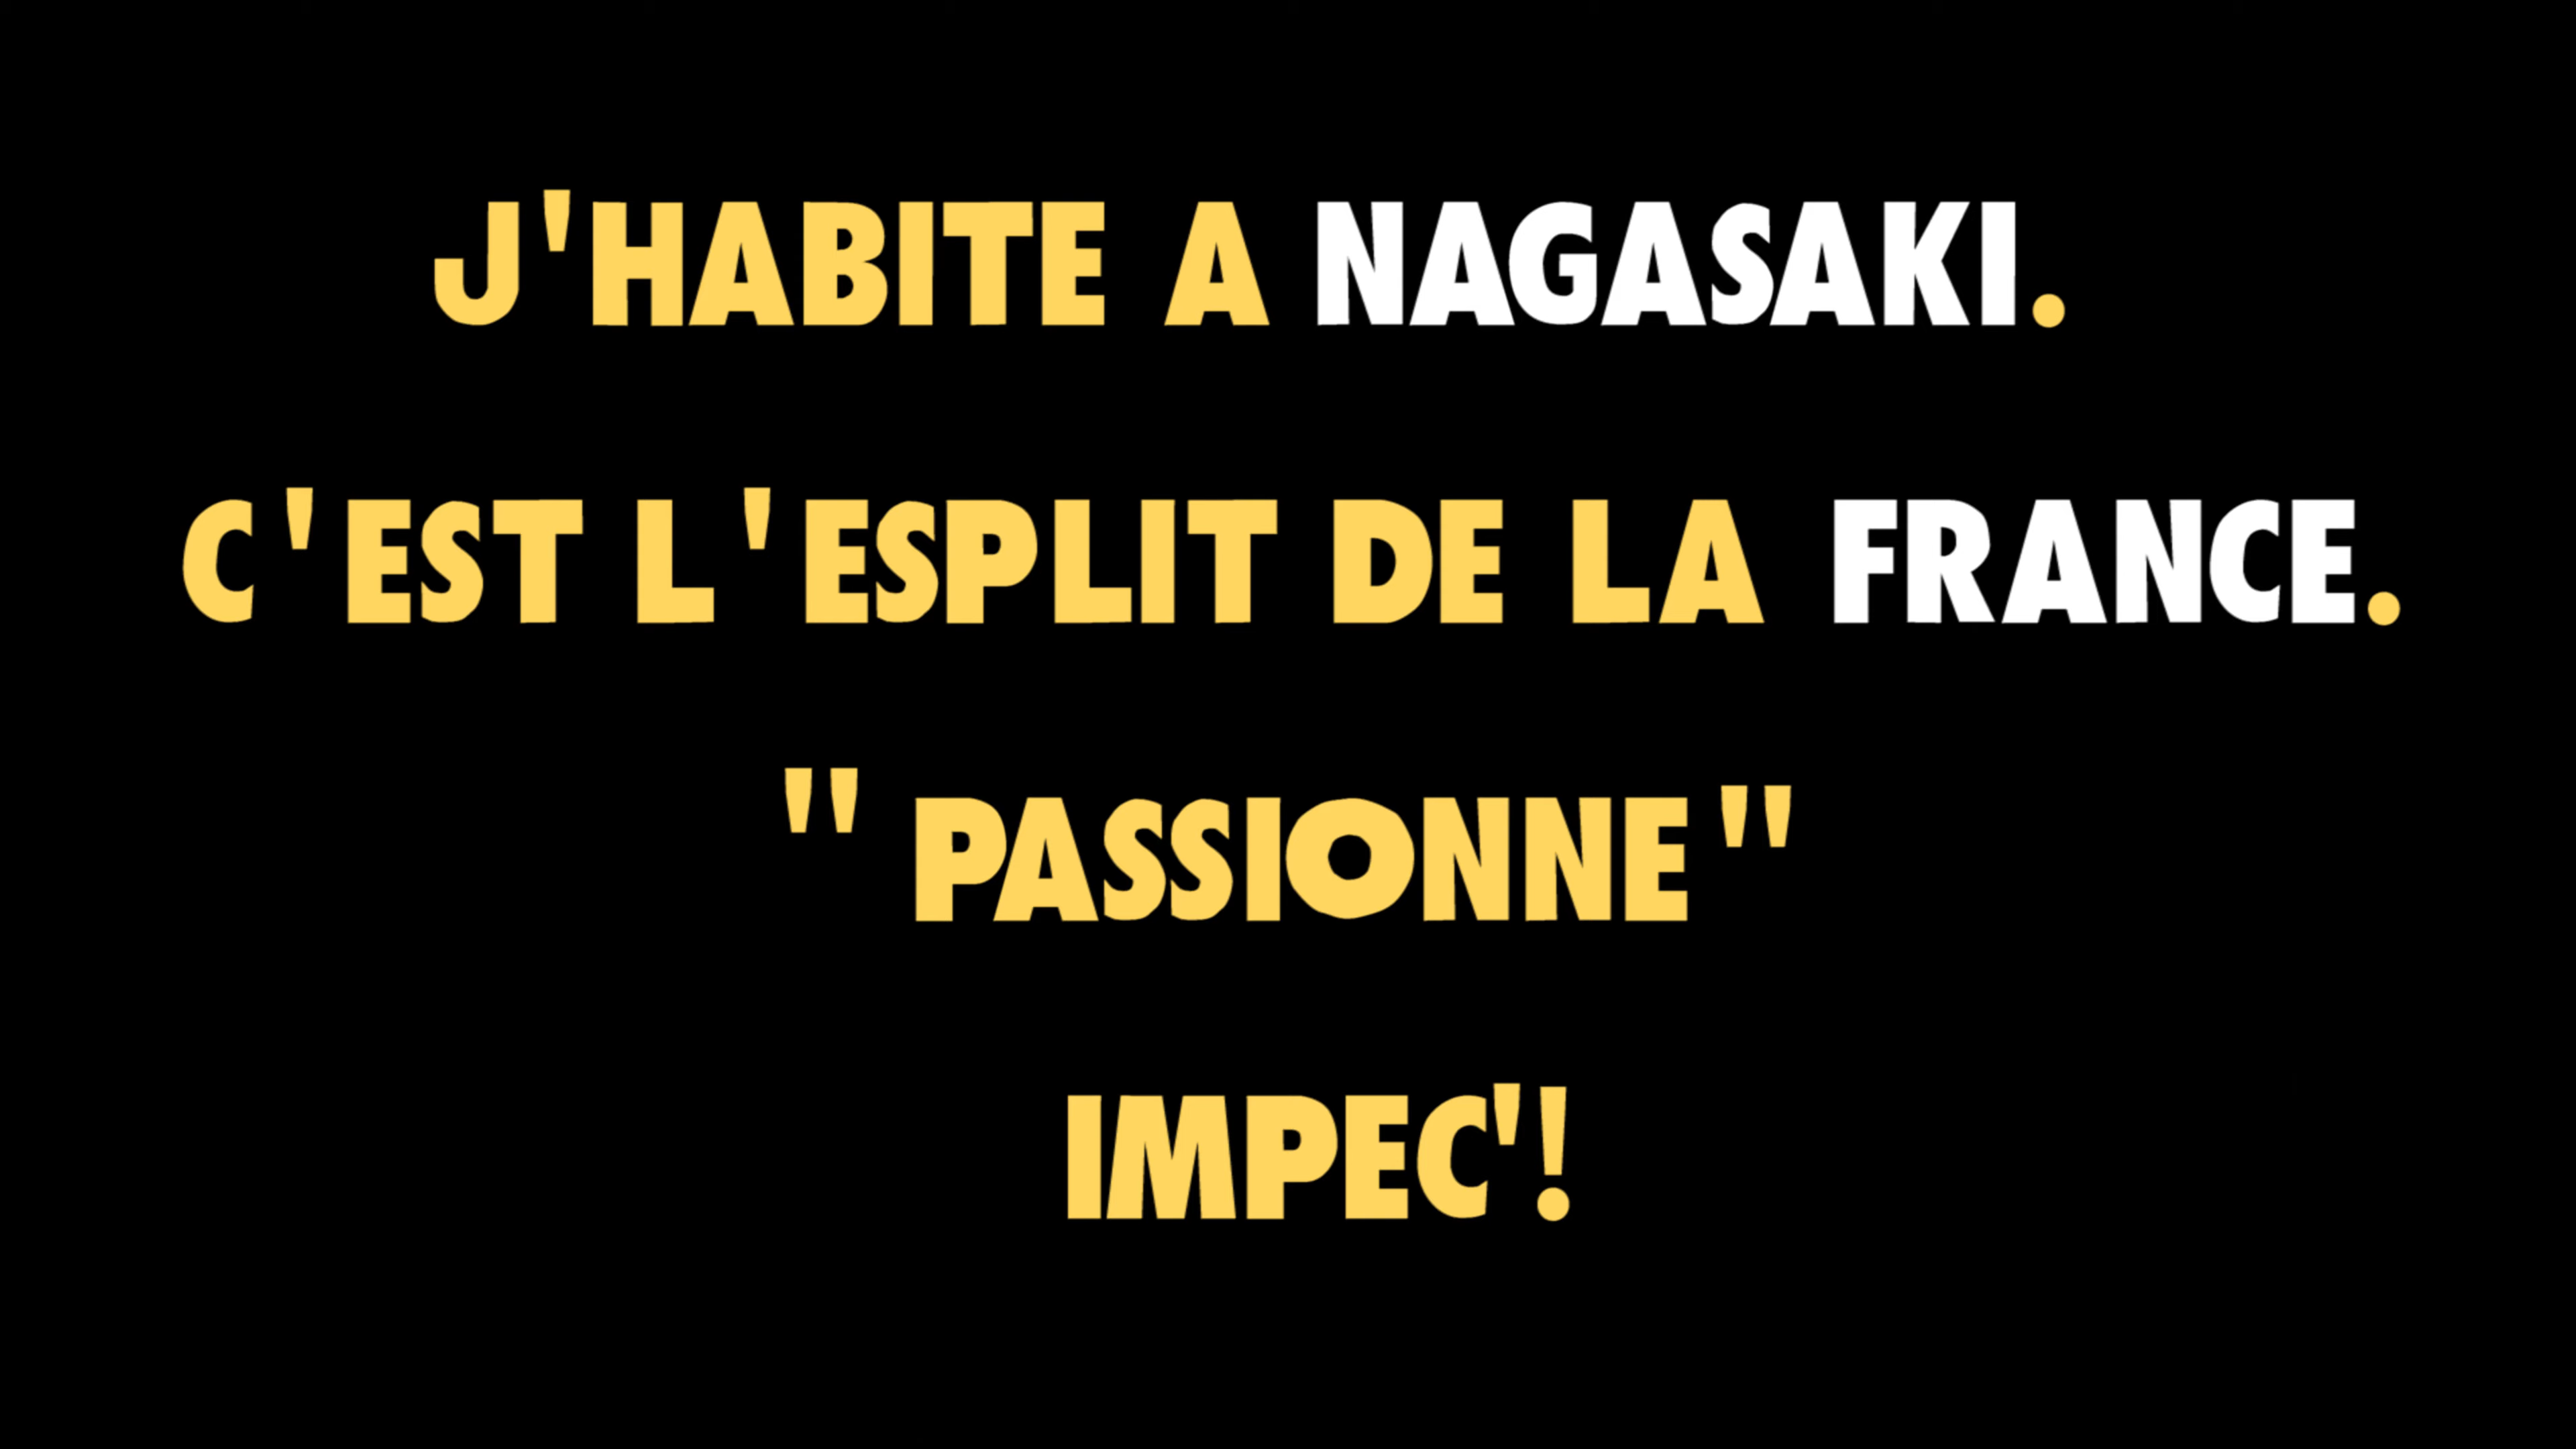 J'HABITE A NAGASAKI.
C'EST L'ESPLIT DE LA FRANCE.
" PASSIONNE"
IMPEC'!